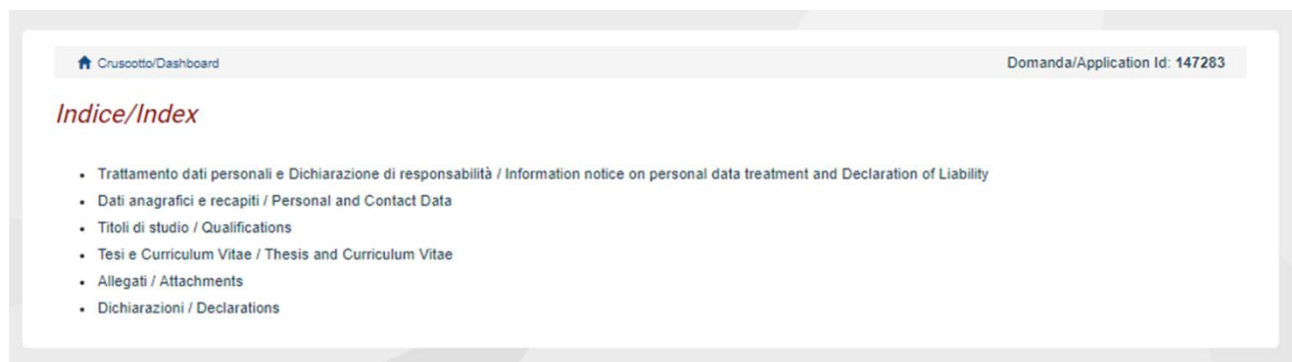 Cruscotto/Dashboard
Domanda/Application Id: 147283
Indice/Index
Trattamento dati personali e Dichiarazione di responsabilità / Information notice on personal data treatment and Declaration of Liability
Dati anagrafici e recapiti / Personal and Contact Data
Titoli di studio / Qualifications
Tesi e Curriculum Vitae / Thesis and Curriculum Vitae
Allegati / Attachments
Dichiarazioni / Declarations